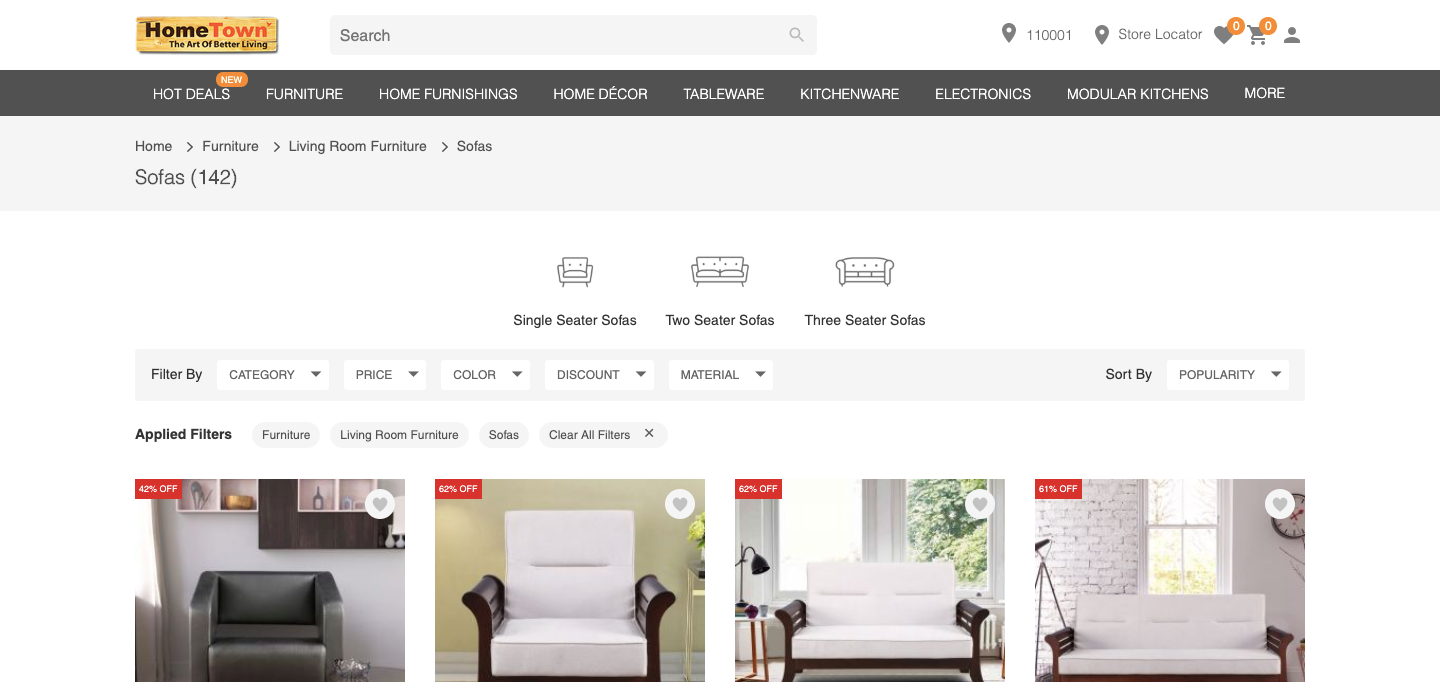 HomeTown
The Art Of Better Living
Search
110001
Store Locator
0
0
NEW
HOT DEALS FURNITURE HOME FURNISHINGS HOME DÉCOR TABLEWARE KITCHENWARE ELECTRONICS MODULAR KITCHENS MORE
Home Furniture Living Room Furniture Sofas
Sofas (142)
Single Seater Sofas Two Seater Sofas Three Seater Sofas
Filter By CATEGORY PRICE COLOR DISCOUNT MATERIAL Sort By POPULARITY
Applied Filters Furniture Living Room Furniture Sofas Clear All Filters ✕
42% OFF 62% OFF 62% OFF 61% OFF